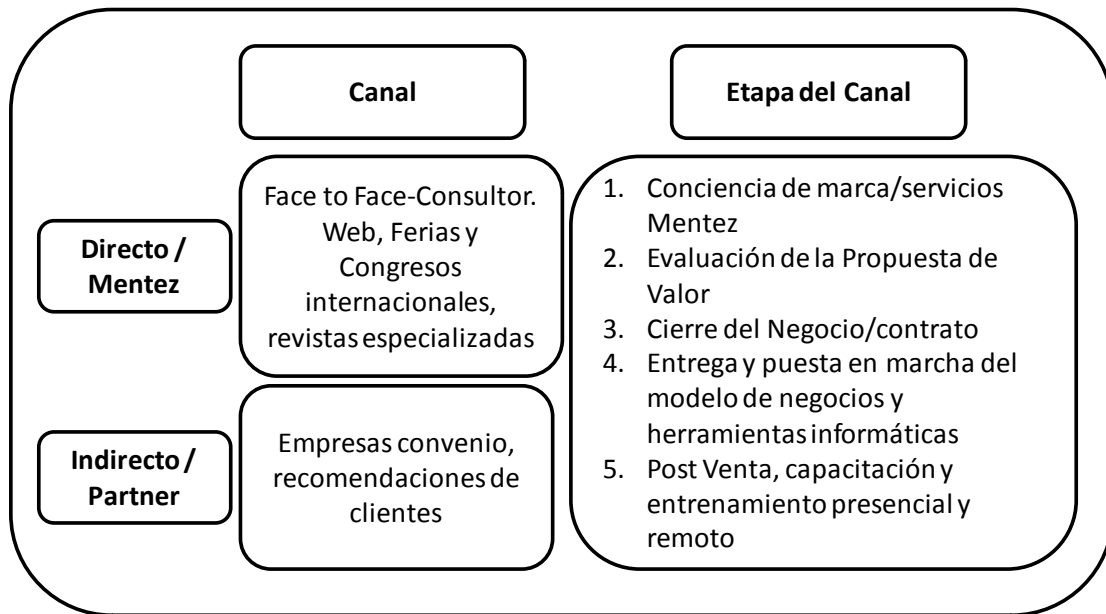 Canal
Etapa del Canal
Directo /
Mentez
Face to Face-Consultor.
Web, Ferias y
Congresos
internacionales,
revistas especializadas
Indirecto /
Partner
Empresas convenio,
recomendaciones de
clientes
1. Conciencia de marca/servicios
Mentez
2. Evaluación de la Propuesta de
Valor
3. Cierre del Negocio/contrato
4. Entrega y puesta en marcha del
modelo de negocios y
herramientas informáticas
5. Post Venta, capacitación y
entrenamiento presencial y
remoto